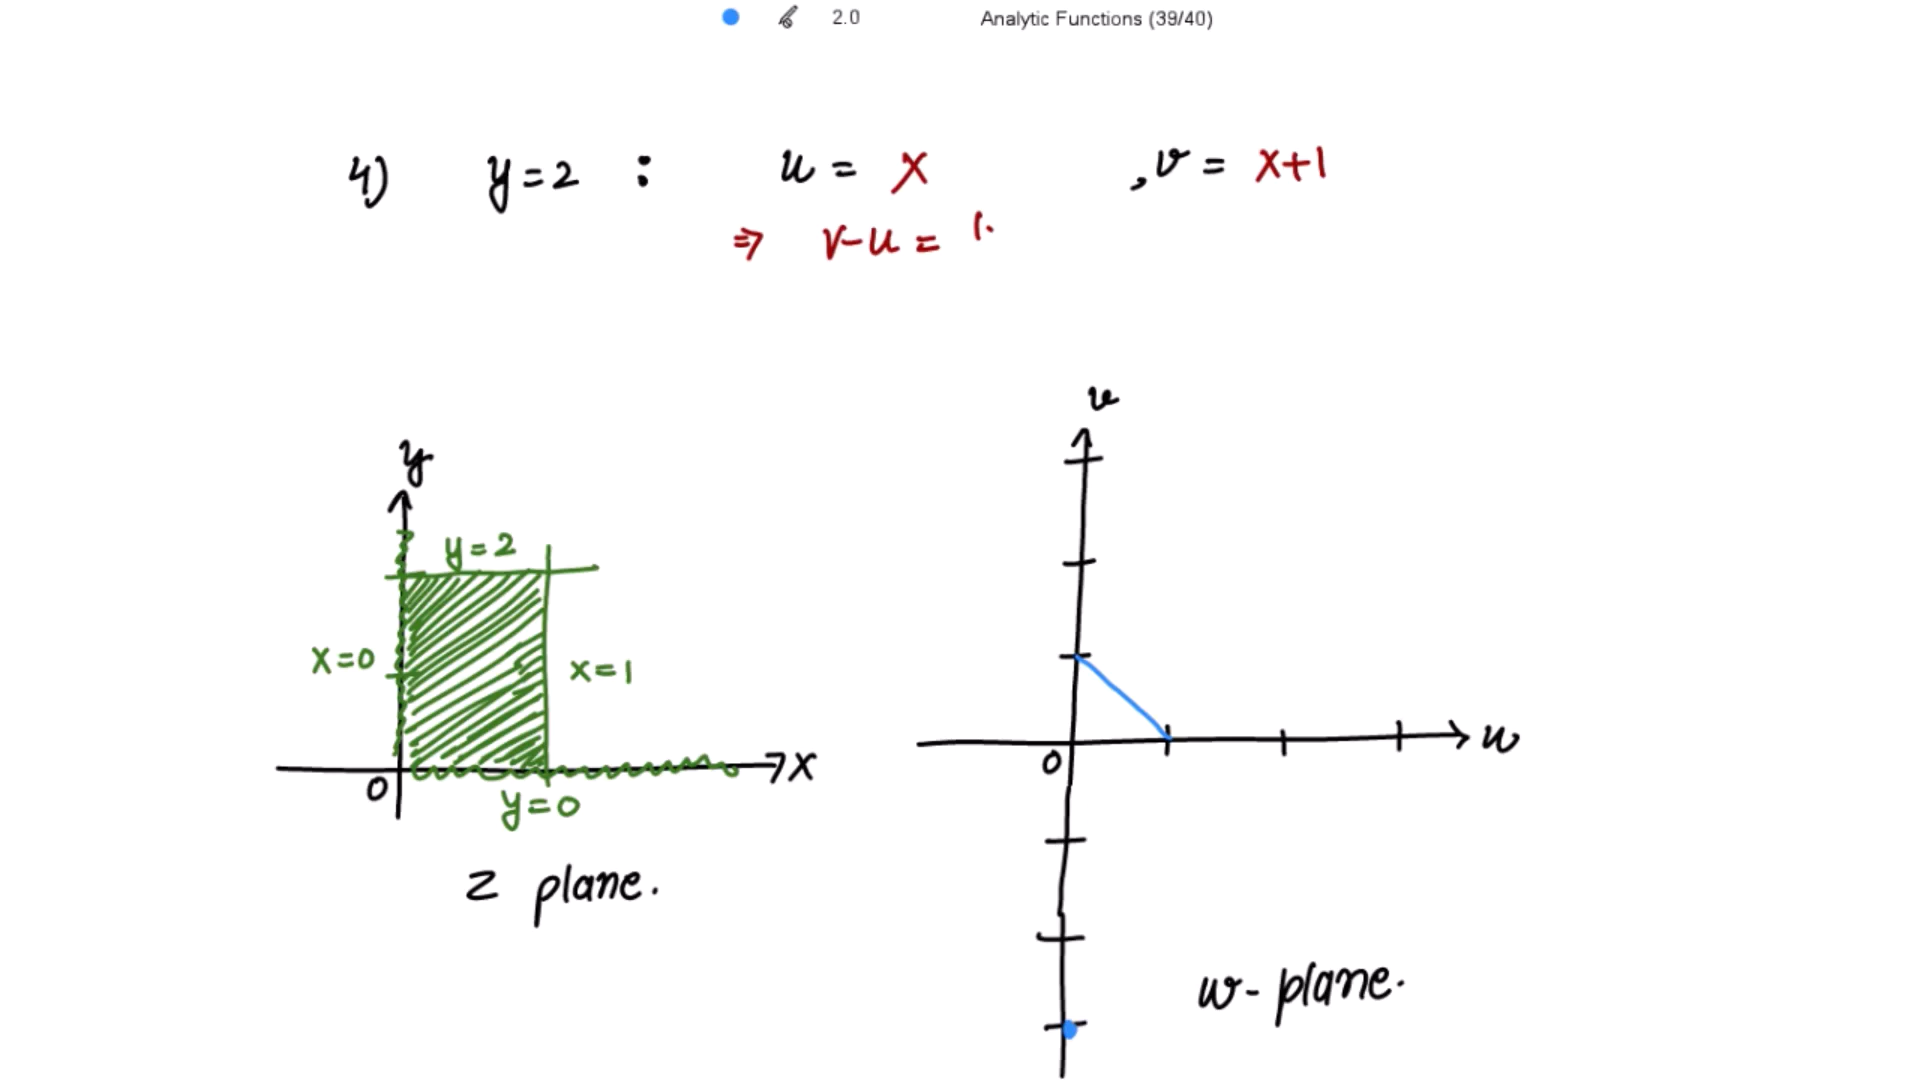 2.0 Analytic Functions (39/40)
4) y=2 : u = x , v = x+1
⇒ v-u = 1.
v
y
y=2
x=0
x=1
w
0
x
0
y=0
z plane.
w-plane.